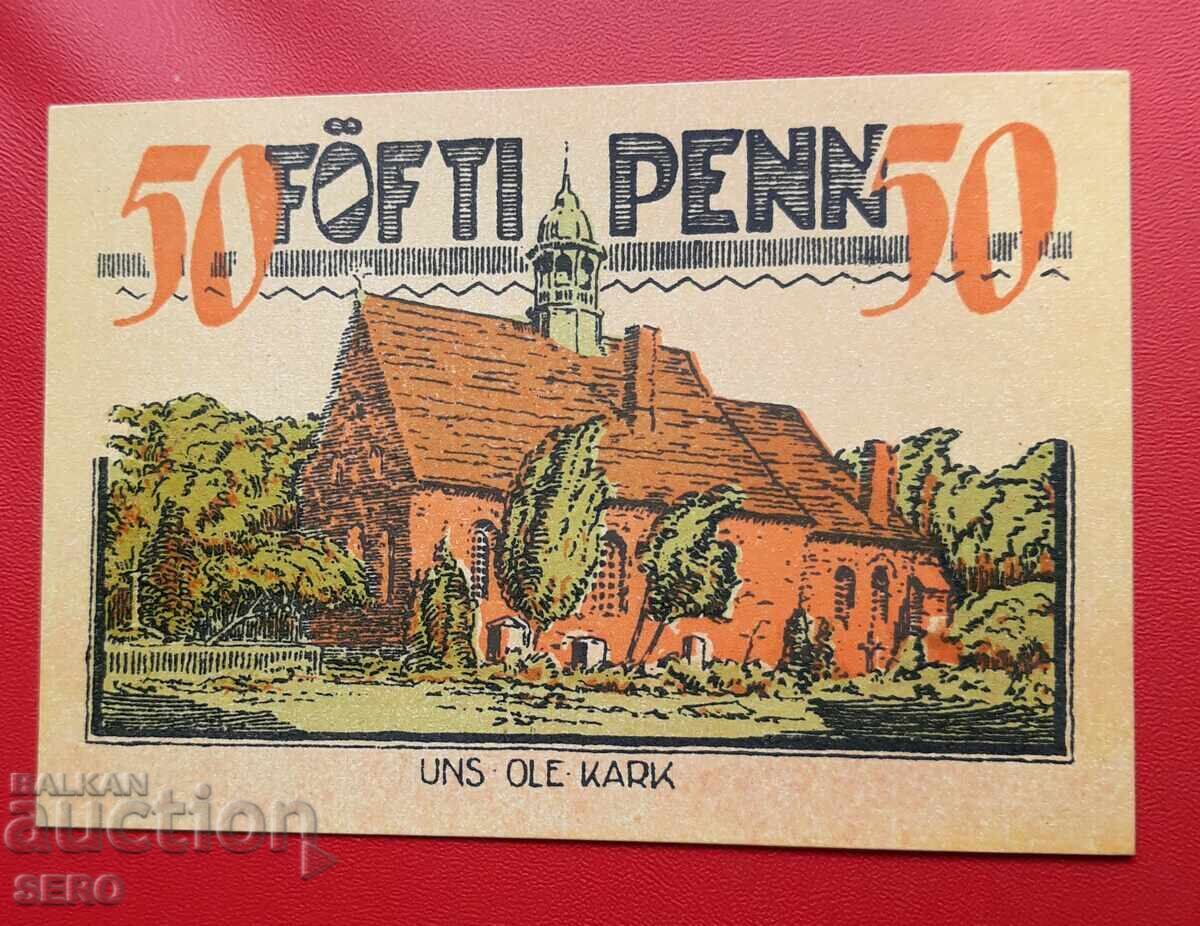 50 FÖFTI PENN 50
UNS · OLE · KARK
BALKAN
auction
SERO